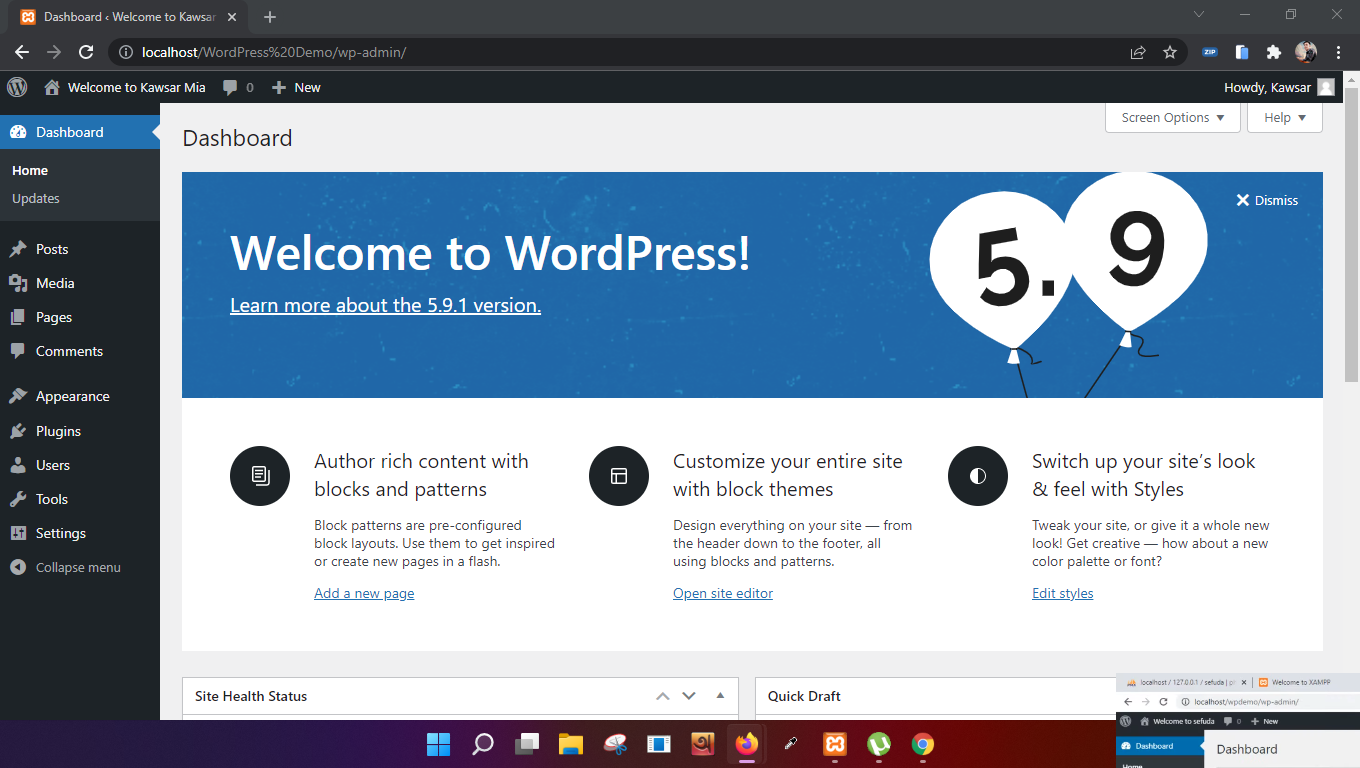 Dashboard ‹ Welcome to Kawsar
localhost/WordPress%20Demo/wp-admin/
ZIP
Welcome to Kawsar Mia
0
New
Howdy, Kawsar
Dashboard
Home
Updates
Posts
Media
Pages
Comments
Appearance
Plugins
Users
Tools
Settings
Collapse menu
Dashboard
Screen Options
Help
Welcome to WordPress!
Learn more about the 5.9.1 version.
5.9
Dismiss
Author rich content with
blocks and patterns
Block patterns are pre-configured
block layouts. Use them to get inspired
or create new pages in a flash.
Add a new page
Customize your entire site
with block themes
Design everything on your site — from
the header down to the footer, all
using blocks and patterns.
Open site editor
Switch up your site’s look
& feel with Styles
Tweak your site, or give it a whole new
look! Get creative — how about a new
color palette or font?
Edit styles
Site Health Status
Quick Draft
localhost / 127.0.0.1 / sefuda | p
Welcome to XAMPP
localhost/wpdemo/wp-admin/
Welcome to sefuda
0
New
Dashboard
Dashboard
Home